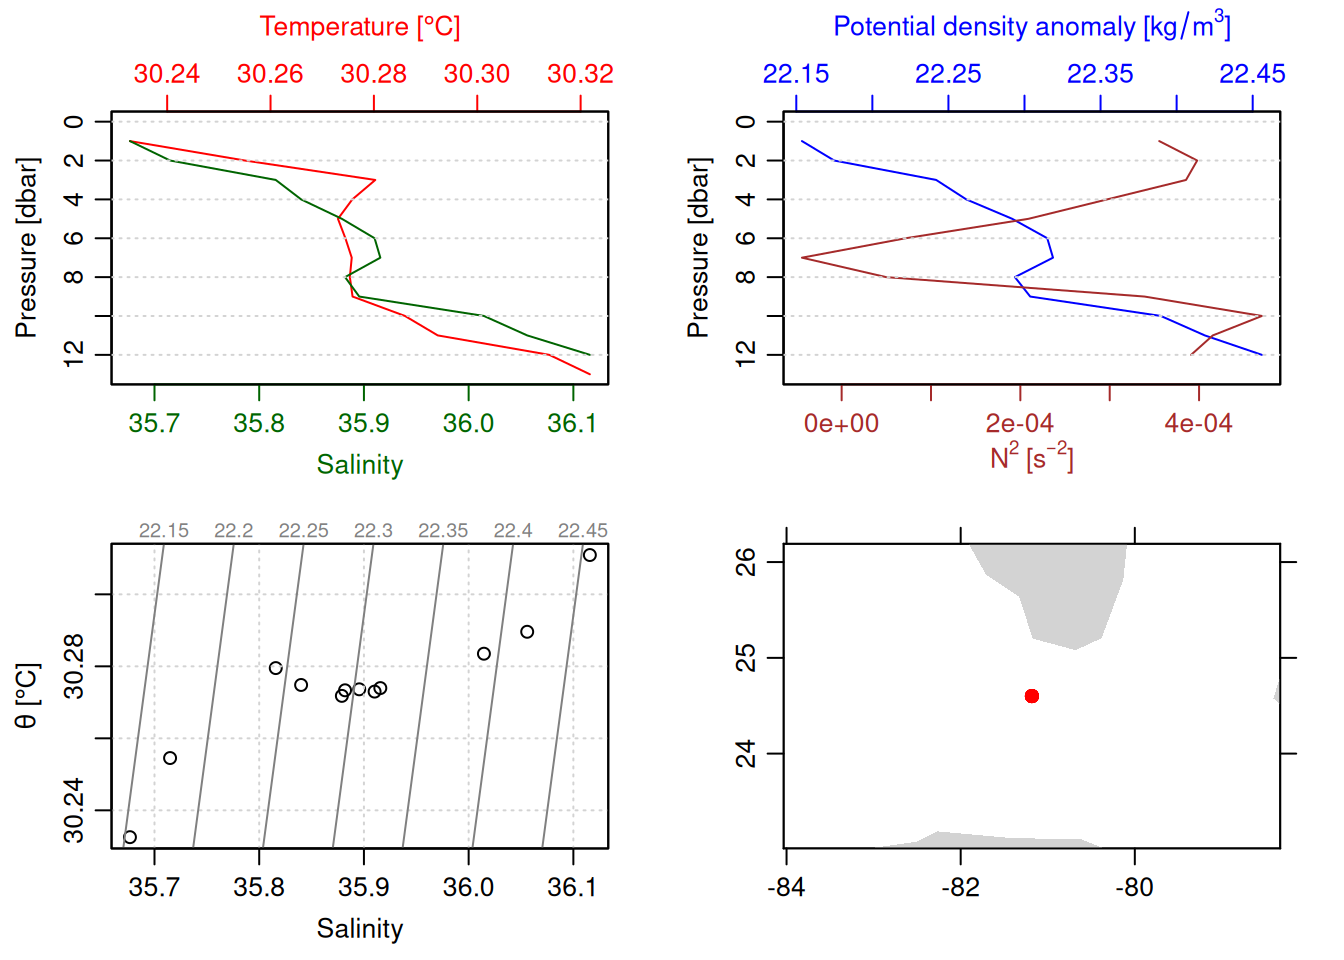 Temperature [°C]
30.24 30.26 30.28 30.30 30.32
Pressure [dbar]
0 2 4 6 8 12
35.7 35.8 35.9 36.0 36.1
Salinity
Potential density anomaly [kg/m³]
22.15 22.25 22.35 22.45
Pressure [dbar]
0 2 4 6 8 12
0e+00 2e-04 4e-04
N² [s⁻²]
22.15 22.2 22.25 22.3 22.35 22.4 22.45
θ [°C]
30.24 30.28
35.7 35.8 35.9 36.0 36.1
Salinity
26
25
24
-84 -82 -80